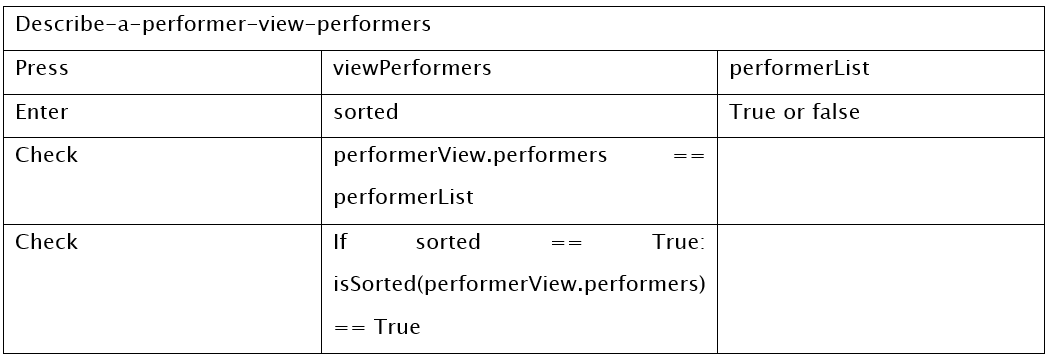 Describe-a-performer-view-performers
Press viewPerformers performerList
Enter sorted True or false
Check performerView.performers ==
performerList
Check If sorted == True:
isSorted(performerView.performers)
== True